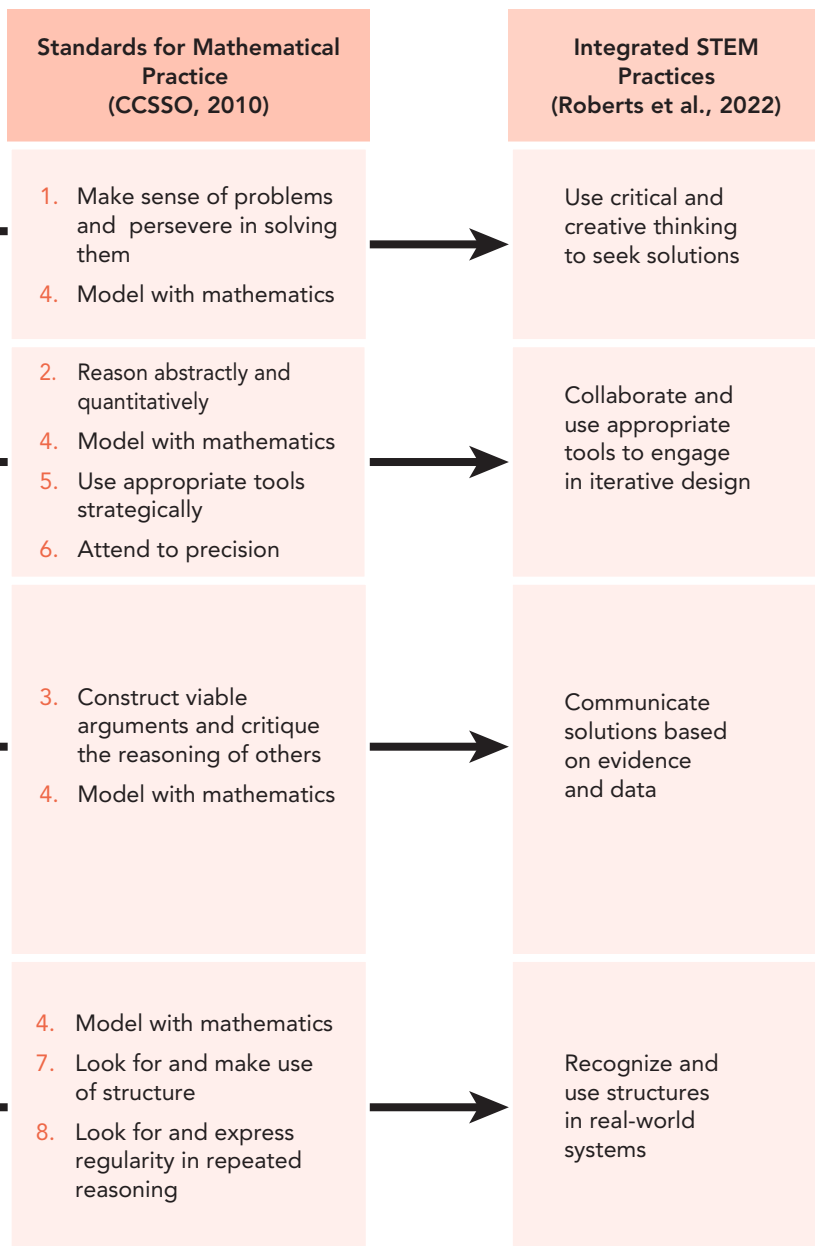 Standards for Mathematical
Practice
(CCSSO, 2010)
Integrated STEM
Practices
(Roberts et al., 2022)
1. Make sense of problems
and persevere in solving
them
4. Model with mathematics
Use critical and
creative thinking
to seek solutions
2. Reason abstractly and
quantitatively
4. Model with mathematics
5. Use appropriate tools
strategically
6. Attend to precision
Collaborate and
use appropriate
tools to engage
in iterative design
3. Construct viable
arguments and critique
the reasoning of others
4. Model with mathematics
Communicate
solutions based
on evidence
and data
4. Model with mathematics
7. Look for and make use
of structure
8. Look for and express
regularity in repeated
reasoning
Recognize and
use structures
in real-world
systems